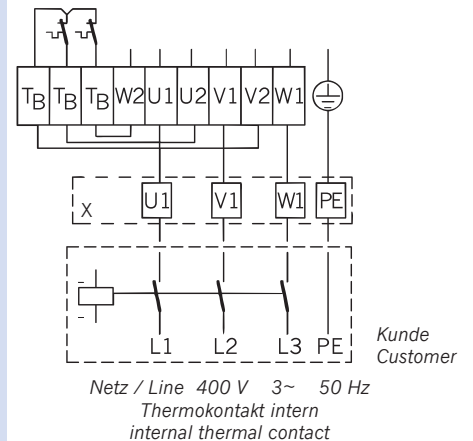 TB TB TB W2 U1 U2 V1 V2 W1
X U1 V1 W1 PE
L1 L2 L3 PE
Kunde
Customer
Netz / Line 400 V 3~ 50 Hz
Thermokontakt intern
internal thermal contact